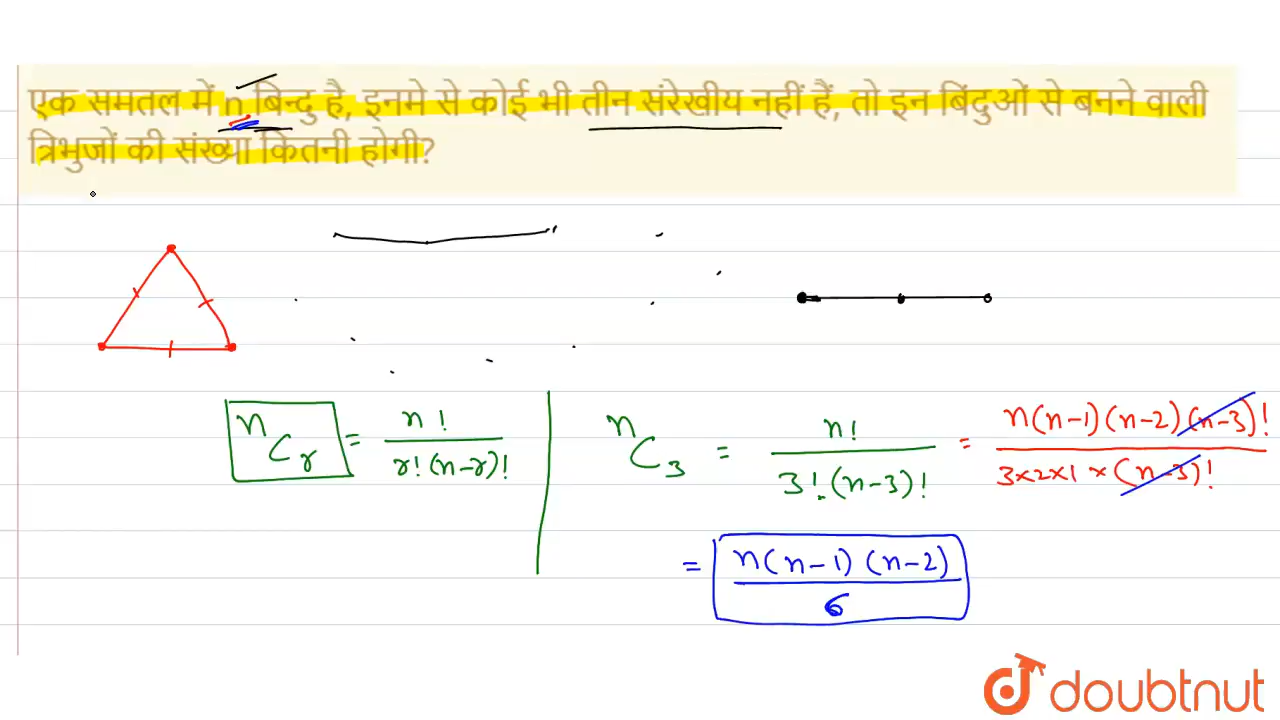 एक समतल में n बिन्दु है, इनमे से कोई भी तीन संरेखीय नहीं हैं, तो इन बिंदुओं से बनने वाली
त्रिभुजों की संख्या कितनी होगी?
nCr = n! / r!(n-r)!
nC3 = n! / 3!.(n-3)! = n(n-1)(n-2)(n-3)! / 3×2×1×(n-3)!
= n(n-1)(n-2) / 6
doubtnut